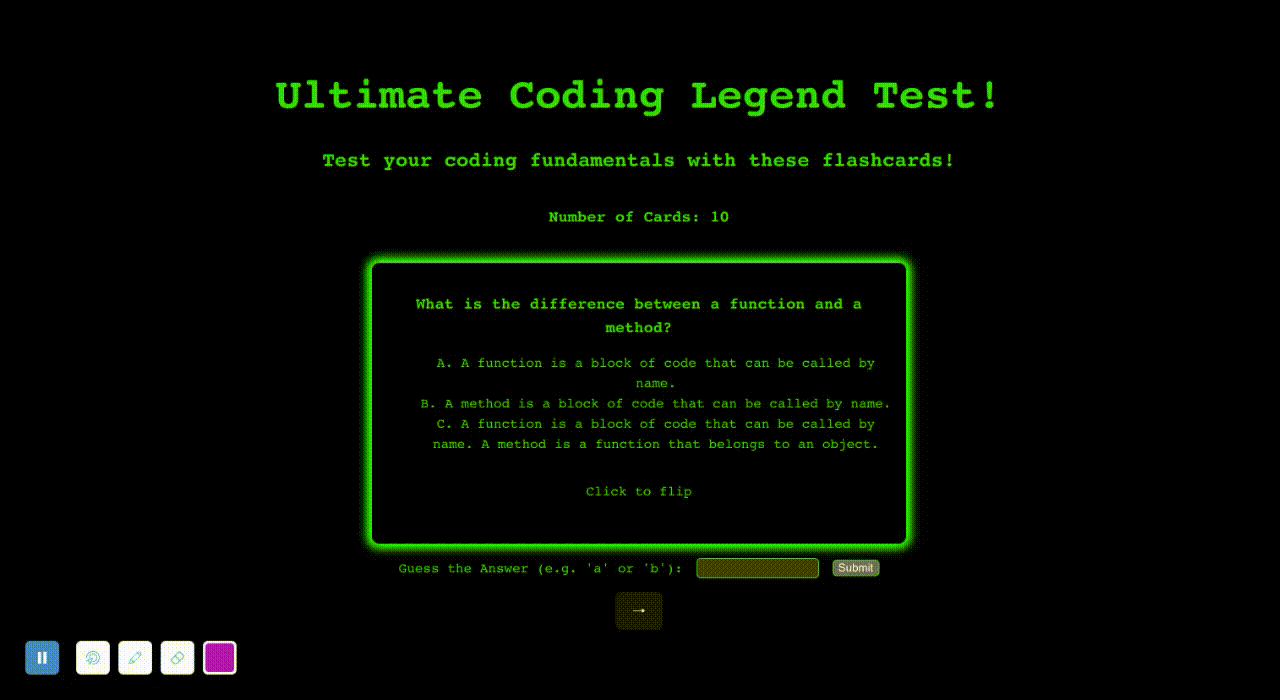 Ultimate Coding Legend Test!
Test your coding fundamentals with these flashcards!
Number of Cards: 10
What is the difference between a function and a
method?
A. A function is a block of code that can be called by
name.
B. A method is a block of code that can be called by name.
C. A function is a block of code that can be called by
name. A method is a function that belongs to an object.
Click to flip
Guess the Answer (e.g. 'a' or 'b'): Submit
→